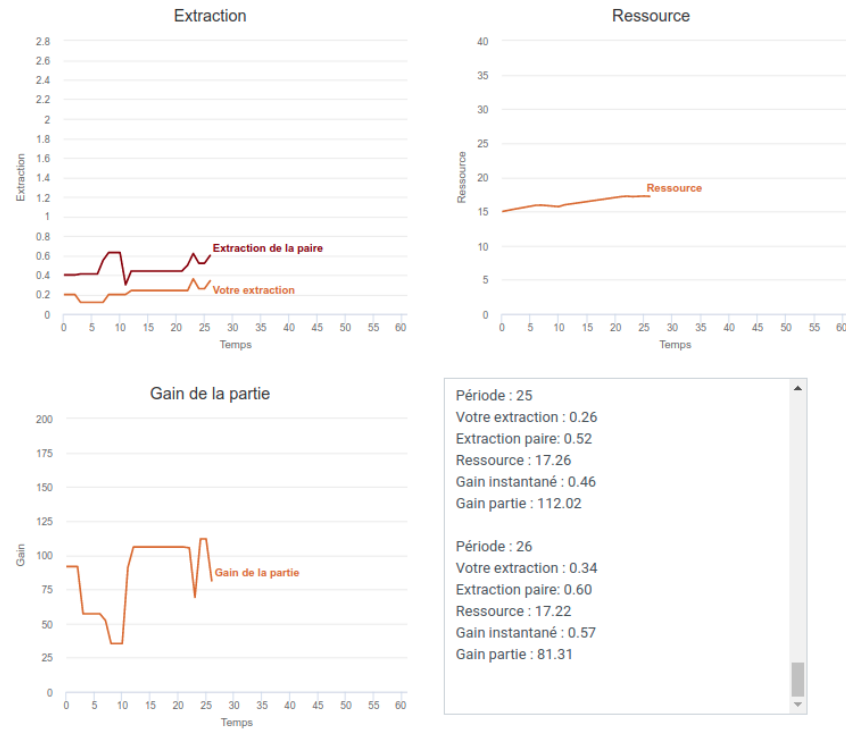 Extraction
2.8
2.6
2.4
2.2
2
1.8
1.6
1.4
1.2
1
0.8
0.6
0.4
0.2
0
Extraction
Extraction de la paire
Votre extraction
0 5 10 15 20 25 30 35 40 45 50 55 60
Temps
Ressource
40
35
30
25
20
15
10
5
0
Ressource
Ressource
0 5 10 15 20 25 30 35 40 45 50 55 60
Temps
Gain de la partie
200
175
150
125
100
75
50
25
0
Gain
Gain de la partie
0 5 10 15 20 25 30 35 40 45 50 55 60
Temps
Période : 25
Votre extraction : 0.26
Extraction paire: 0.52
Ressource : 17.26
Gain instantané : 0.46
Gain partie : 112.02
Période : 26
Votre extraction : 0.34
Extraction paire: 0.60
Ressource : 17.22
Gain instantané : 0.57
Gain partie : 81.31